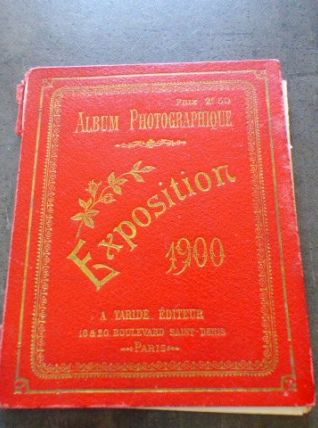 Prix 2f 50
ALBUM PHOTOGRAPHIQUE
Exposition
1900
A TARIDE ÉDITEUR
18 & 20. BOULEVARD SAINT-DENIS
PARIS